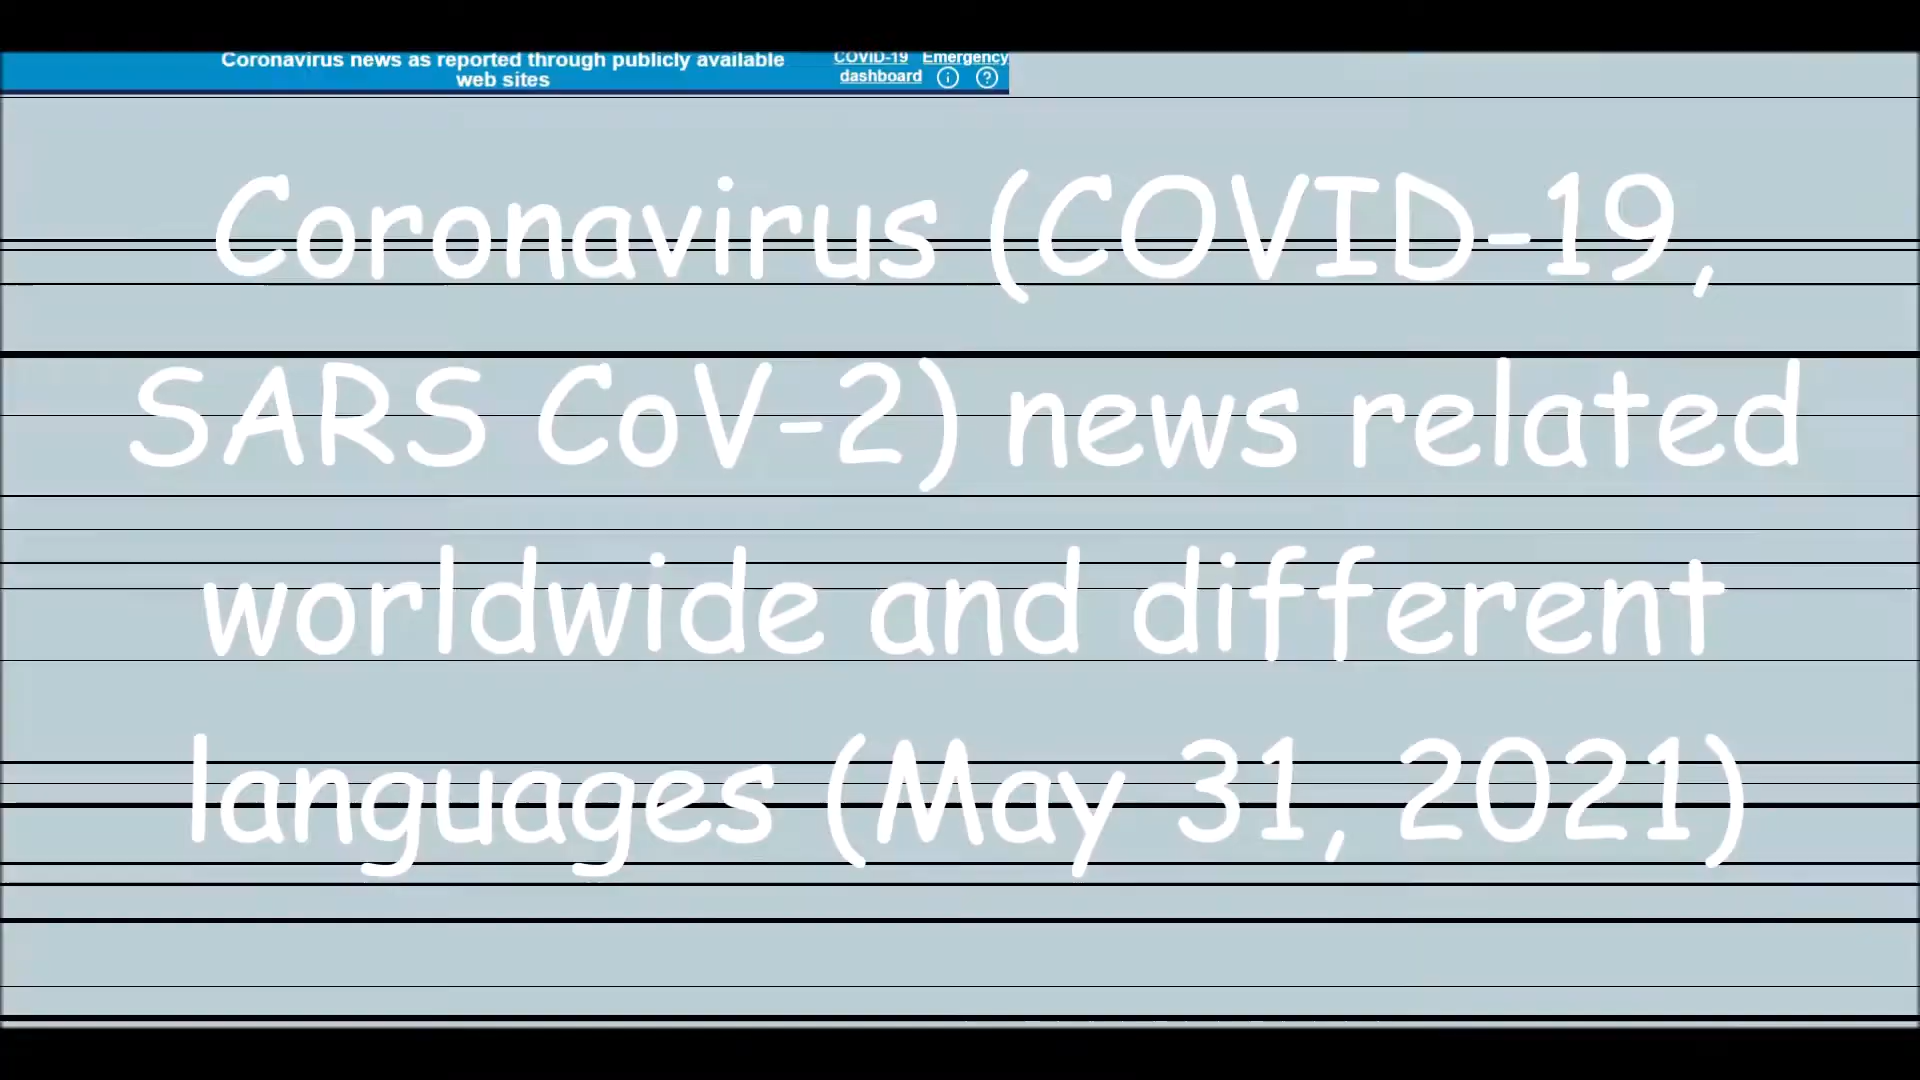 Coronavirus news as reported through publicly available
web sites
COVID-19 Emergency
dashboard
Coronavirus (COVID-19,
SARS CoV-2) news related
worldwide and different
languages (May 31, 2021)